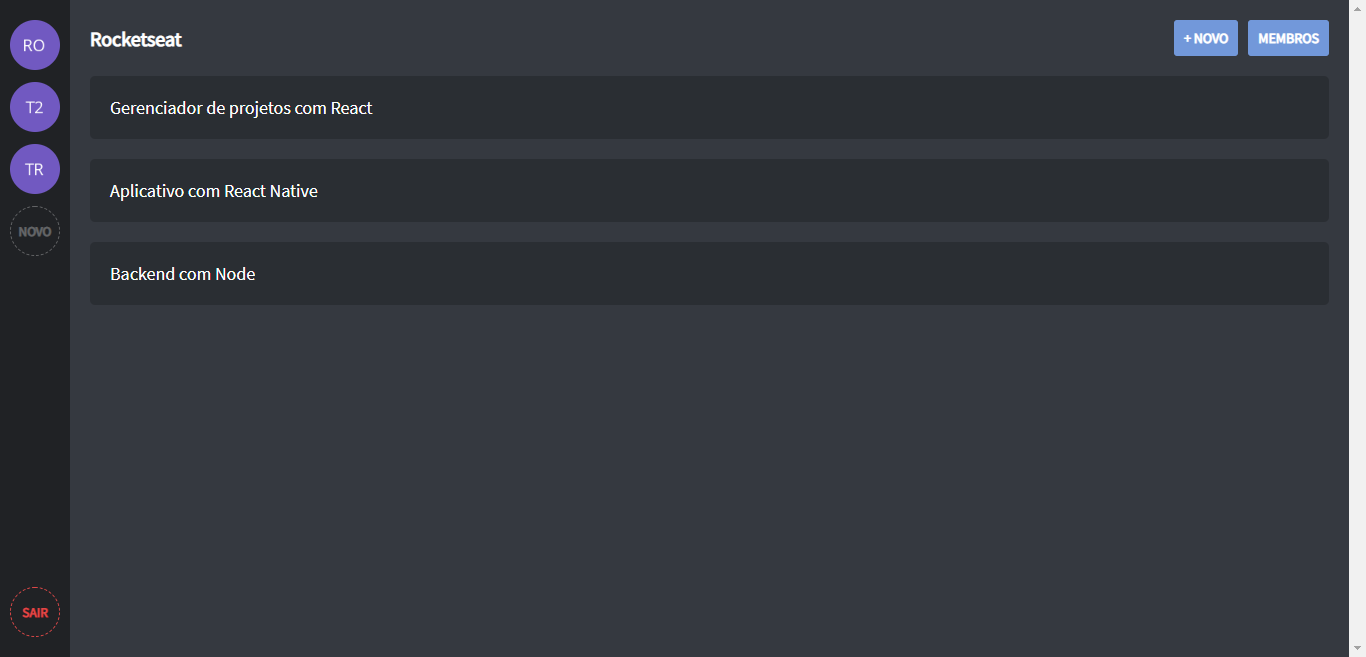 RO
T2
TR
NOVO
SAIR
Rocketseat
+ NOVO
MEMBROS
Gerenciador de projetos com React
Aplicativo com React Native
Backend com Node